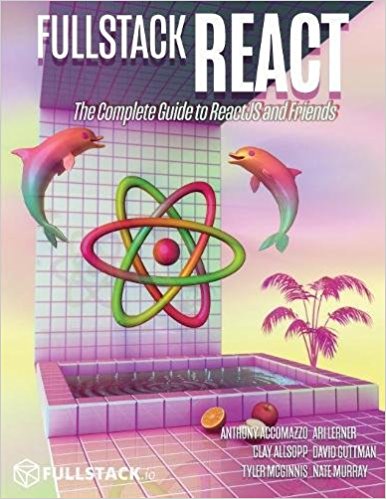 FULLSTACK REACT
The Complete Guide to ReactJS and Friends
ANTHONY ACCOMAZZO ARI LERNER
CLAY ALLSOPP DAVID GUTTMAN
TYLER MCGINNIS NATE MURRAY
FULLSTACK.io